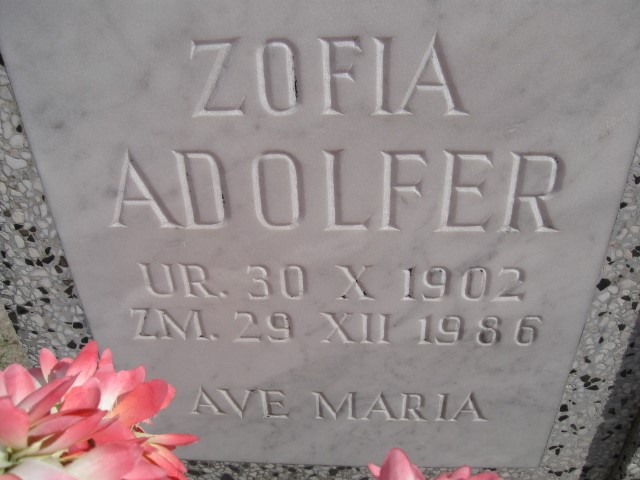 ZOFIA
ADOLFER
UR. 30 X 1902
ZM. 29 XII 1986
AVE MARIA